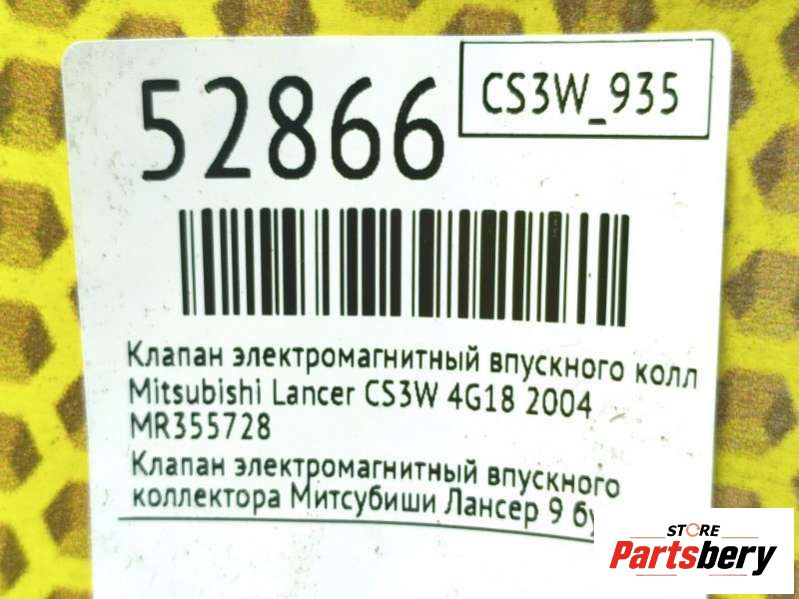 52866
CS3W_935
Клапан электромагнитный впускного колл
Mitsubishi Lancer CS3W 4G18 2004
MR355728
Клапан электромагнитный впускного
коллектора Митсубиши Лансер 9 бу
STORE
Partsbery